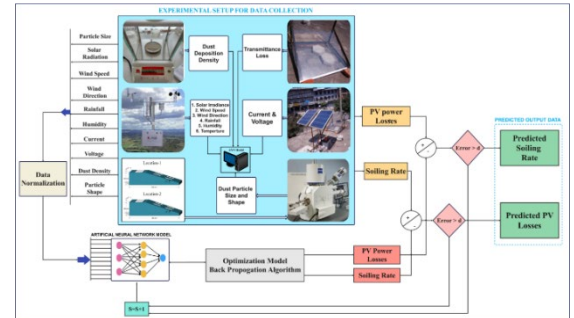 EXPERIMENTAL SETUP FOR DATA COLLECTION
Particle Size
Solar
Radiation
Wind Speed
Wind
Direction
Rainfall
Humidity
Current
Voltage
Dust Density
Particle
Shape
Dust
Deposition
Density
Transmittance
Loss
1. Solar Irradiance
2. Wind Speed
3. Wind Direction
4. Rainfall
5. Humidity
6. Temperture
Current &
Voltage
Location 1
Location 2
Dust Particle
Size and
Shape
PV power
Losses
Soiling Rate
+
-
+
-
Error > d
Error > d
PREDICTED OUTPUT DATA
Predicted
Soiling
Rate
Predicted PV
Losses
Data
Normalization
ARTIFICIAL NEURAL NETWORK MODEL
Optimization Model
Back Propogation Algorithm
PV Power
Losses
Soiling Rate
S=S+1